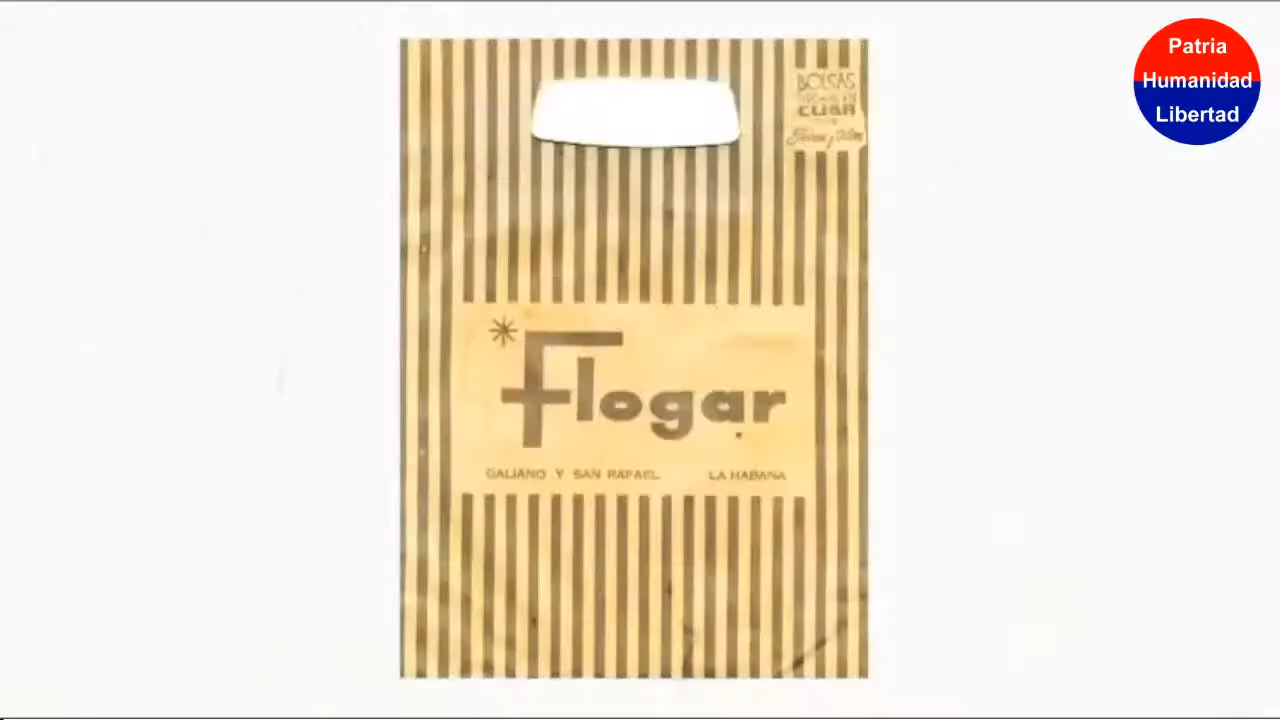 Patria
Humanidad
Libertad
BOLSAS
CUBA
Flogar
GALIANO Y SAN RAFAEL LA HABANA